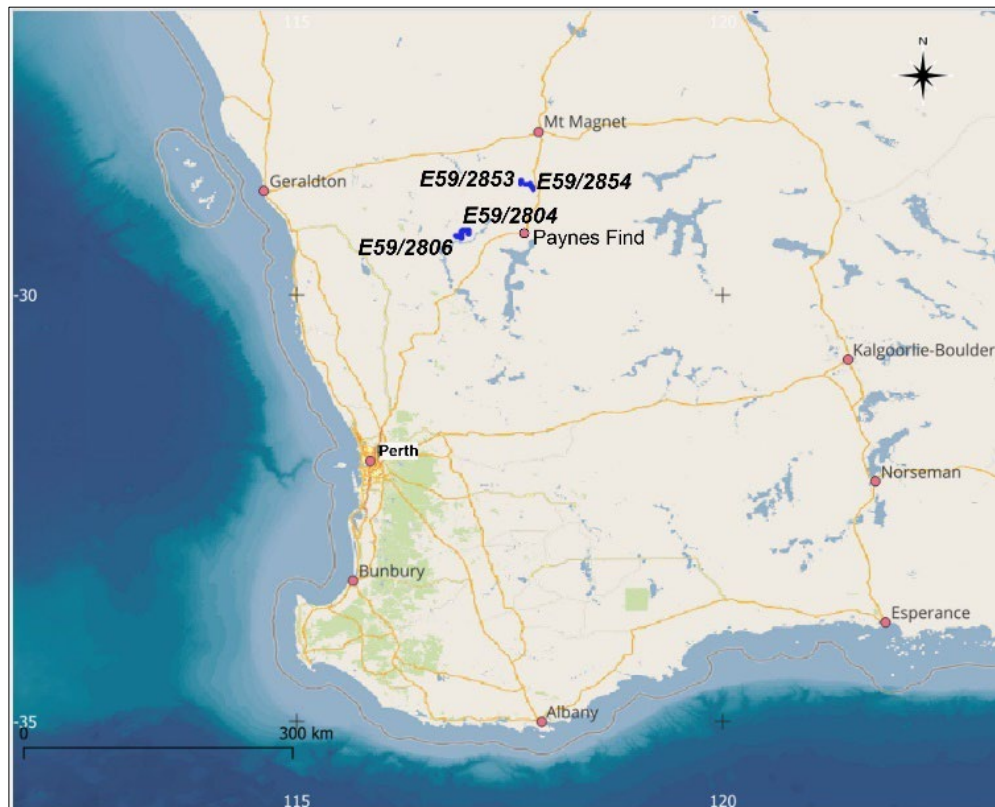 115
120
N
Mt Magnet
E59/2853
E59/2854
Geraldton
E59/2804
E59/2806
Paynes Find
-30
Kalgoorlie-Boulder
Perth
Norseman
Bunbury
Esperance
-35
Albany
0
300 km
115
120